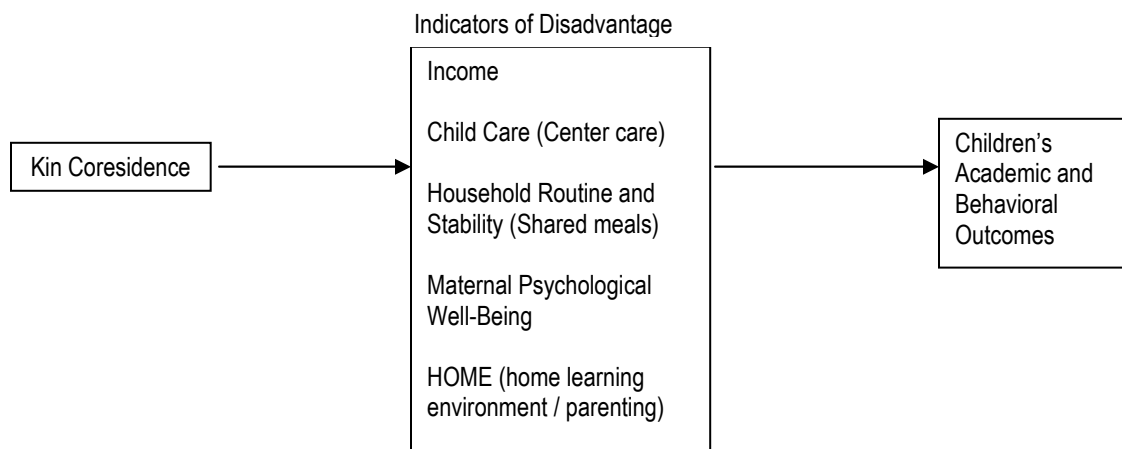 Indicators of Disadvantage
Income
Child Care (Center care)
Kin Coresidence
Household Routine and
Stability (Shared meals)
Maternal Psychological
Well-Being
HOME (home learning
environment / parenting)
Children’s
Academic and
Behavioral
Outcomes